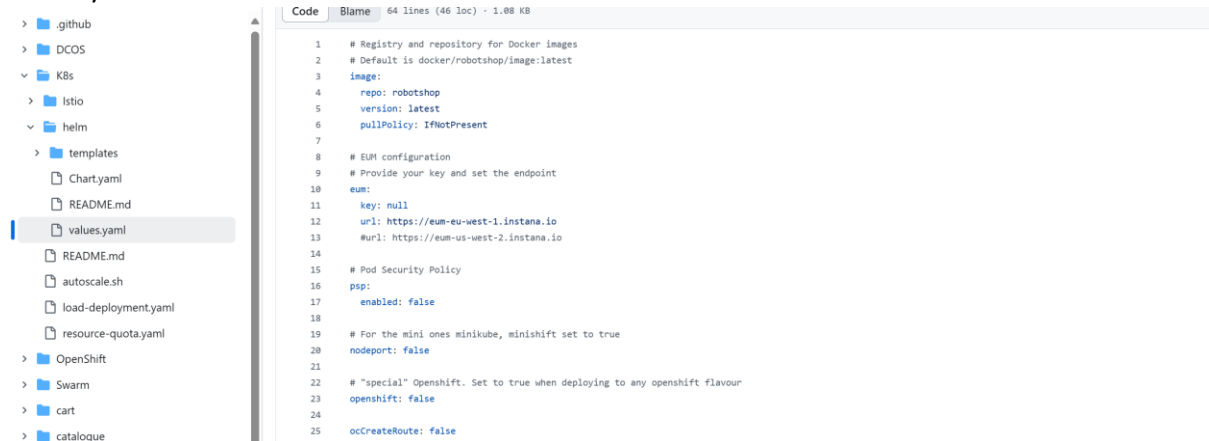 .github
DCOS
K8s
Istio
helm
templates
Chart.yaml
README.md
values.yaml
README.md
autoscale.sh
load-deployment.yaml
resource-quota.yaml
OpenShift
Swarm
cart
catalogue
Code Blame 64 lines (46 loc) · 1.08 KB
1 # Registry and repository for Docker images
2 # Default is docker/robotshop/image:latest
3 image:
4 repo: robotshop
5 version: latest
6 pullPolicy: IfNotPresent
7
8 # EUM configuration
9 # Provide your key and set the endpoint
10 eum:
11 key: null
12 url: https://eum-eu-west-1.instana.io
13 #url: https://eum-us-west-2.instana.io
14
15 # Pod Security Policy
16 psp:
17 enabled: false
18
19 # For the mini ones minikube, minishift set to true
20 nodeport: false
21
22 # "special" Openshift. Set to true when deploying to any openshift flavour
23 openshift: false
24
25 ocCreateRoute: false